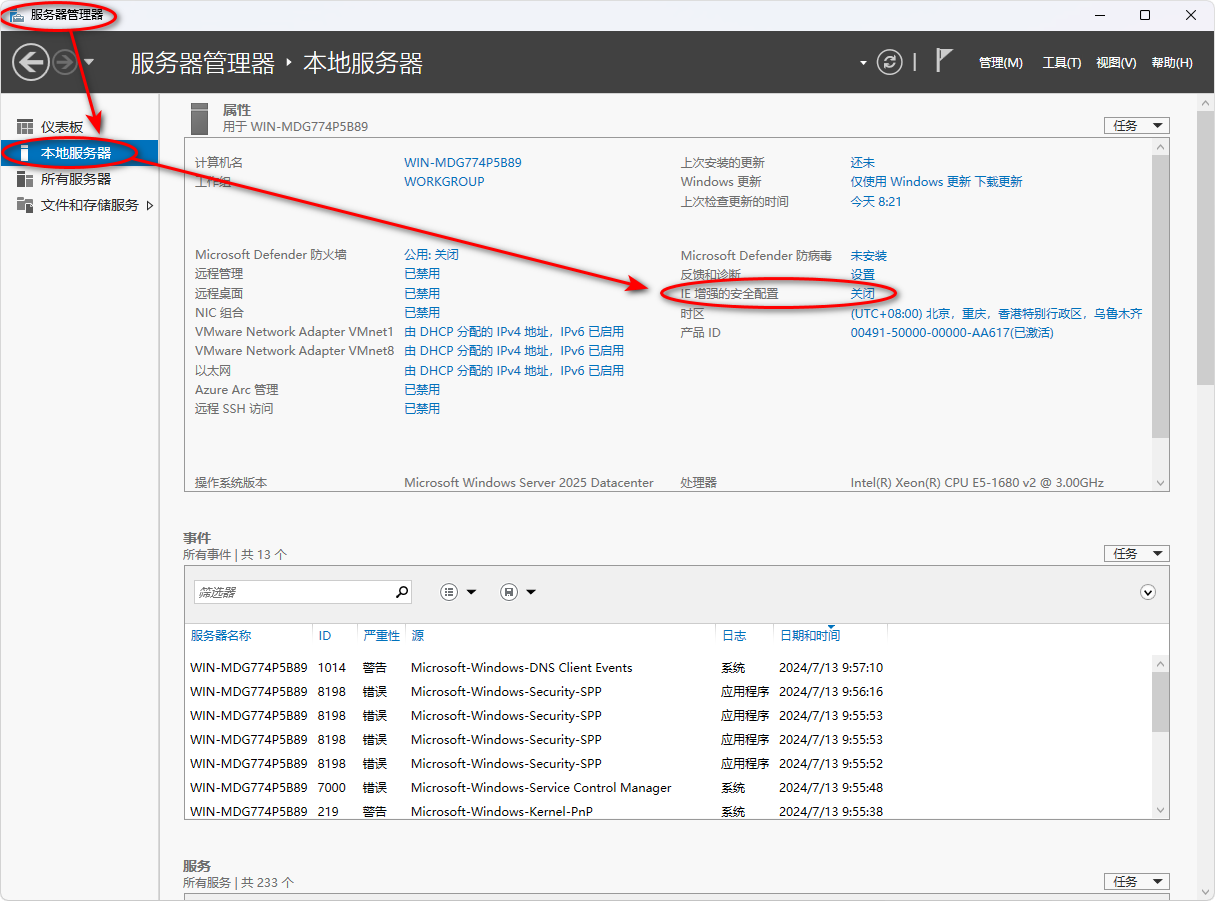 服务器管理器
服务器管理器 · 本地服务器
管理(M) 工具(T) 视图(V) 帮助(H)
仪表板
本地服务器
所有服务器
文件和存储服务
属性
用于 WIN-MDG774P5B89
任务
计算机名 WIN-MDG774P5B89 上次安装的更新 还未
工作组 WORKGROUP Windows 更新 仅使用 Windows 更新 下载更新
上次检查更新的时间 今天 8:21
Microsoft Defender 防火墙 公用: 关闭 Microsoft Defender 防病毒 未安装
远程管理 已禁用 反馈和诊断 设置
远程桌面 已禁用 IE 增强的安全配置 关闭
NIC 组合 已禁用 时区 (UTC+08:00) 北京，重庆，香港特别行政区，乌鲁木齐
VMware Network Adapter VMnet1 由 DHCP 分配的 IPv4 地址，IPv6 已启用 产品 ID 00491-50000-00000-AA617(已激活)
VMware Network Adapter VMnet8 由 DHCP 分配的 IPv4 地址，IPv6 已启用
以太网 由 DHCP 分配的 IPv4 地址，IPv6 已启用
Azure Arc 管理 已禁用
远程 SSH 访问 已禁用
操作系统版本 Microsoft Windows Server 2025 Datacenter 处理器 Intel(R) Xeon(R) CPU E5-1680 v2 @ 3.00GHz
事件
所有事件 | 共 13 个
任务
筛选器
服务器名称 ID 严重性 源 日志 日期和时间
WIN-MDG774P5B89 1014 警告 Microsoft-Windows-DNS Client Events 系统 2024/7/13 9:57:10
WIN-MDG774P5B89 8198 错误 Microsoft-Windows-Security-SPP 应用程序 2024/7/13 9:56:16
WIN-MDG774P5B89 8198 错误 Microsoft-Windows-Security-SPP 应用程序 2024/7/13 9:55:53
WIN-MDG774P5B89 8198 错误 Microsoft-Windows-Security-SPP 应用程序 2024/7/13 9:55:53
WIN-MDG774P5B89 8198 错误 Microsoft-Windows-Security-SPP 应用程序 2024/7/13 9:55:52
WIN-MDG774P5B89 7000 错误 Microsoft-Windows-Service Control Manager 系统 2024/7/13 9:55:48
WIN-MDG774P5B89 219 警告 Microsoft-Windows-Kernel-PnP 系统 2024/7/13 9:55:38
服务
所有服务 | 共 233 个
任务